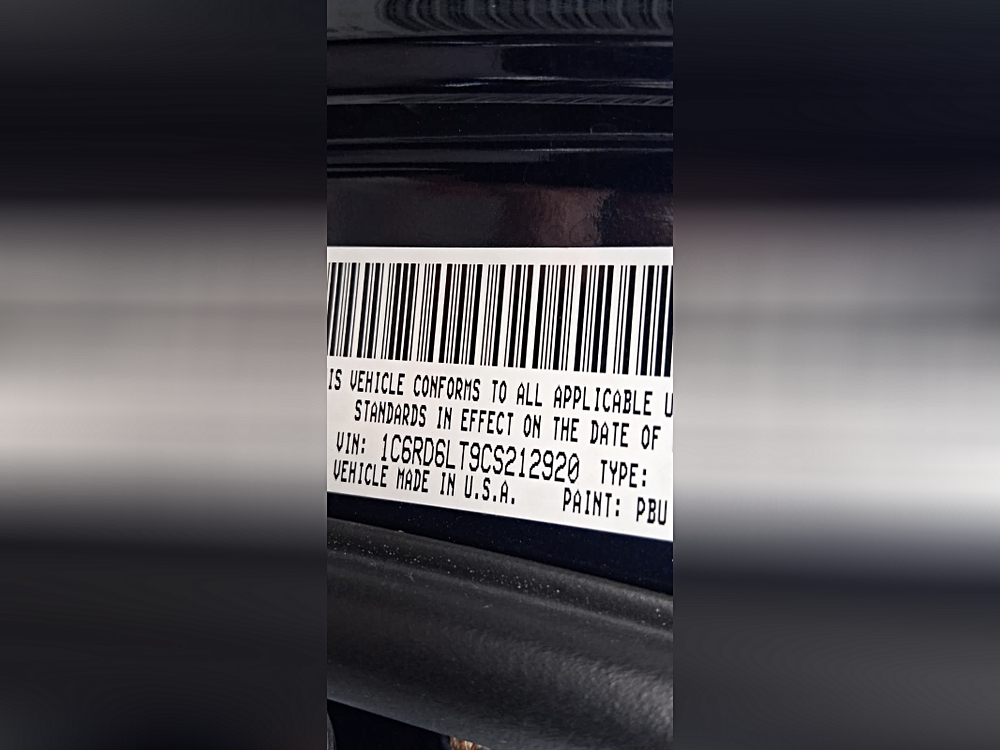 IS VEHICLE CONFORMS TO ALL APPLICABLE U
STANDARDS IN EFFECT ON THE DATE OF
VIN: 1C6RD6LT9CS212920 TYPE:
VEHICLE MADE IN U.S.A. PAINT: PBU